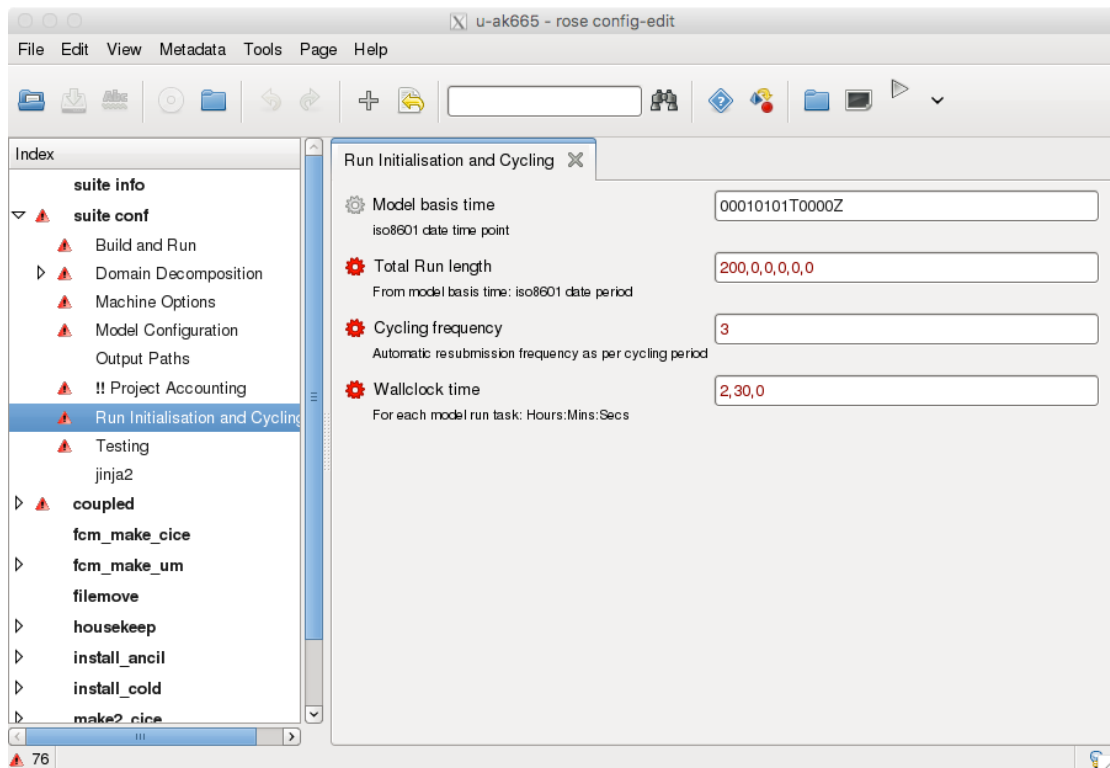 u-ak665 - rose config-edit
File Edit View Metadata Tools Page Help
Abc
Index
suite info
suite conf
Build and Run
Domain Decomposition
Machine Options
Model Configuration
Output Paths
!! Project Accounting
Run Initialisation and Cycling
Testing
jinja2
coupled
fcm_make_cice
fcm_make_um
filemove
housekeep
install_ancil
install_cold
make2_cice
76
Run Initialisation and Cycling
Model basis time
00010101T0000Z
iso8601 date time point
Total Run length
200,0,0,0,0,0
From model basis time: iso8601 date period
Cycling frequency
3
Automatic resubmission frequency as per cycling period
Wallclock time
2,30,0
For each model run task: Hours:Mins:Secs